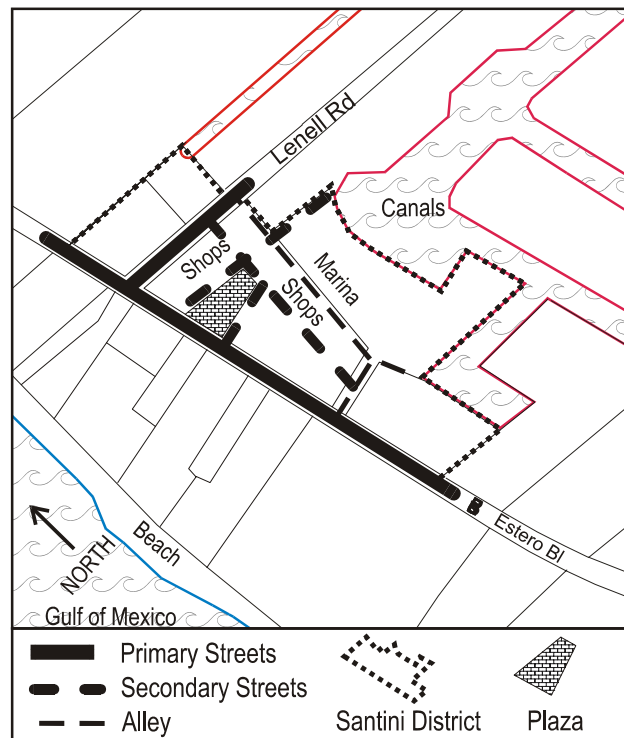 Lenell Rd
Canals
Shops
Marina
Shops
Estero Bl
Beach
NORTH
Gulf of Mexico
Primary Streets
Secondary Streets
Alley
Santini District
Plaza